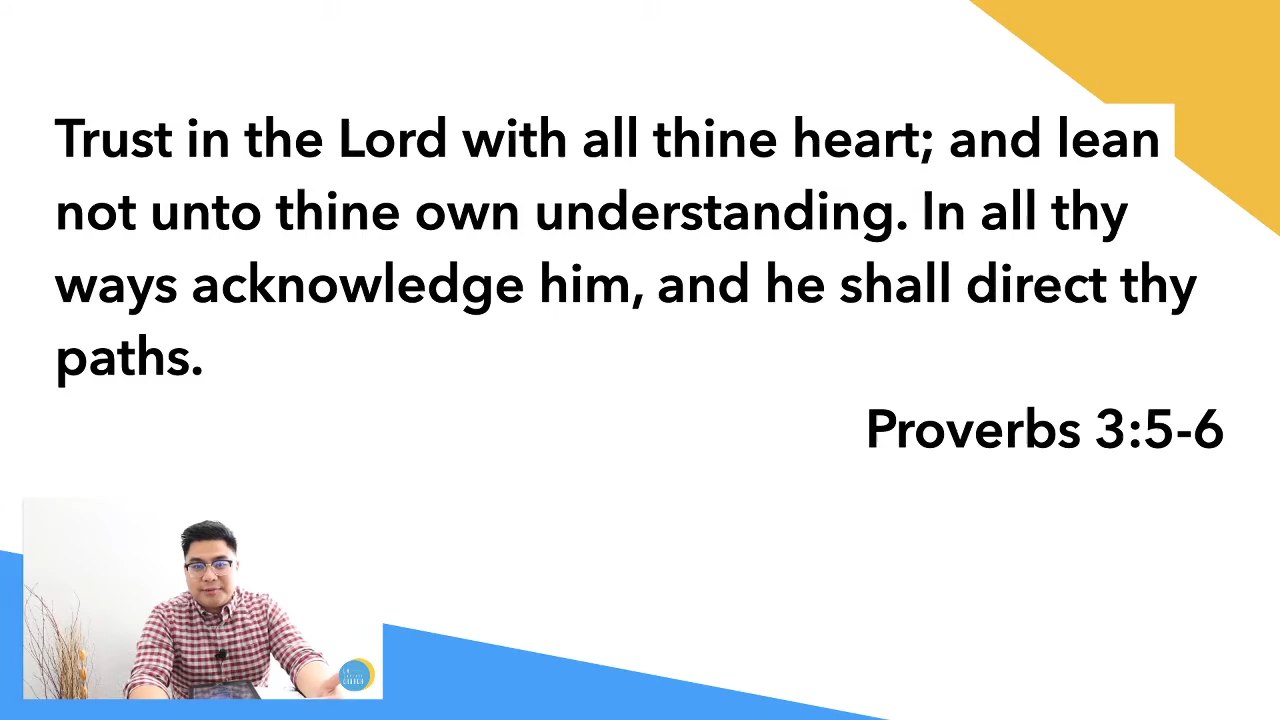 Trust in the Lord with all thine heart; and lean
not unto thine own understanding. In all thy
ways acknowledge him, and he shall direct thy
paths.
Proverbs 3:5-6
CHURCH